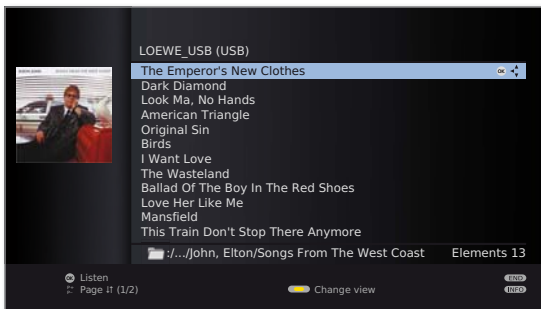 LOEWE_USB (USB)
The Emperor's New Clothes
OK
Dark Diamond
Look Ma, No Hands
American Triangle
Original Sin
Birds
I Want Love
The Wasteland
Ballad Of The Boy In The Red Shoes
Love Her Like Me
Mansfield
This Train Don't Stop There Anymore
:/.../John, Elton/Songs From The West Coast Elements 13
OK Listen END
Page ↓↑ (1/2) Change view INFO